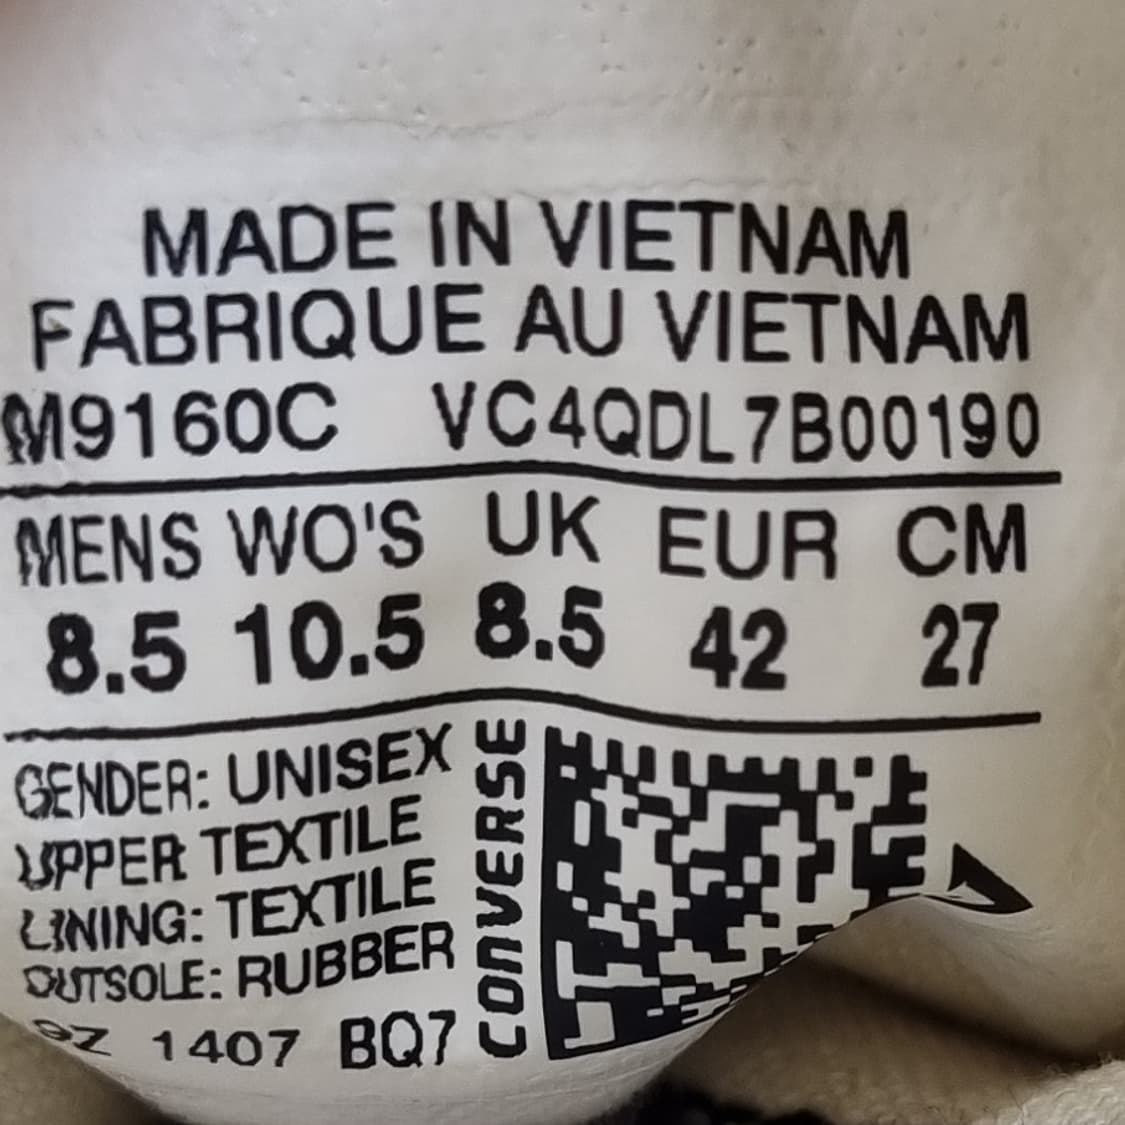 MADE IN VIETNAM
FABRIQUE AU VIETNAM
M9160C VC4QDL7B00190
MENS WO'S UK EUR CM
8.5 10.5 8.5 42 27
GENDER: UNISEX
UPPER TEXTILE
LINING: TEXTILE
OUTSOLE: RUBBER
1407 BQ7
CONVERSE